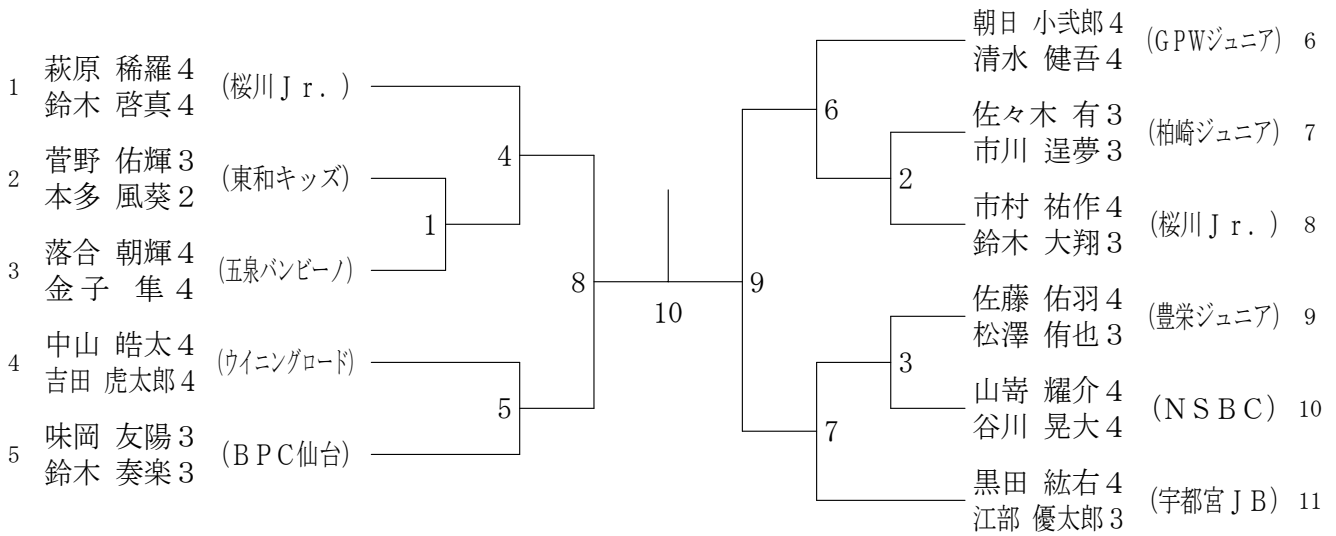 1
萩原 稀羅4
鈴木 啓真4
(桜川Jr.)
2
菅野 佑輝3
本多 風葵2
(東和キッズ)
3
落合 朝輝4
金子 隼4
(五泉バンビーノ)
4
中山 皓太4
吉田 虎太郎4
(ウイニングロード)
5
味岡 友陽3
鈴木 奏楽3
(BPC仙台)
1
4
5
8
10
9
6
2
3
7
朝日 小弐郎4
清水 健吾4
(GPWジュニア)
6
佐々木 有3
市川 逞夢3
(柏崎ジュニア)
7
市村 祐作4
鈴木 大翔3
(桜川Jr.)
8
佐藤 佑羽4
松澤 侑也3
(豊栄ジュニア)
9
山嵜 耀介4
谷川 晃大4
(NSBC)
10
黒田 紘右4
江部 優太郎3
(宇都宮JB)
11